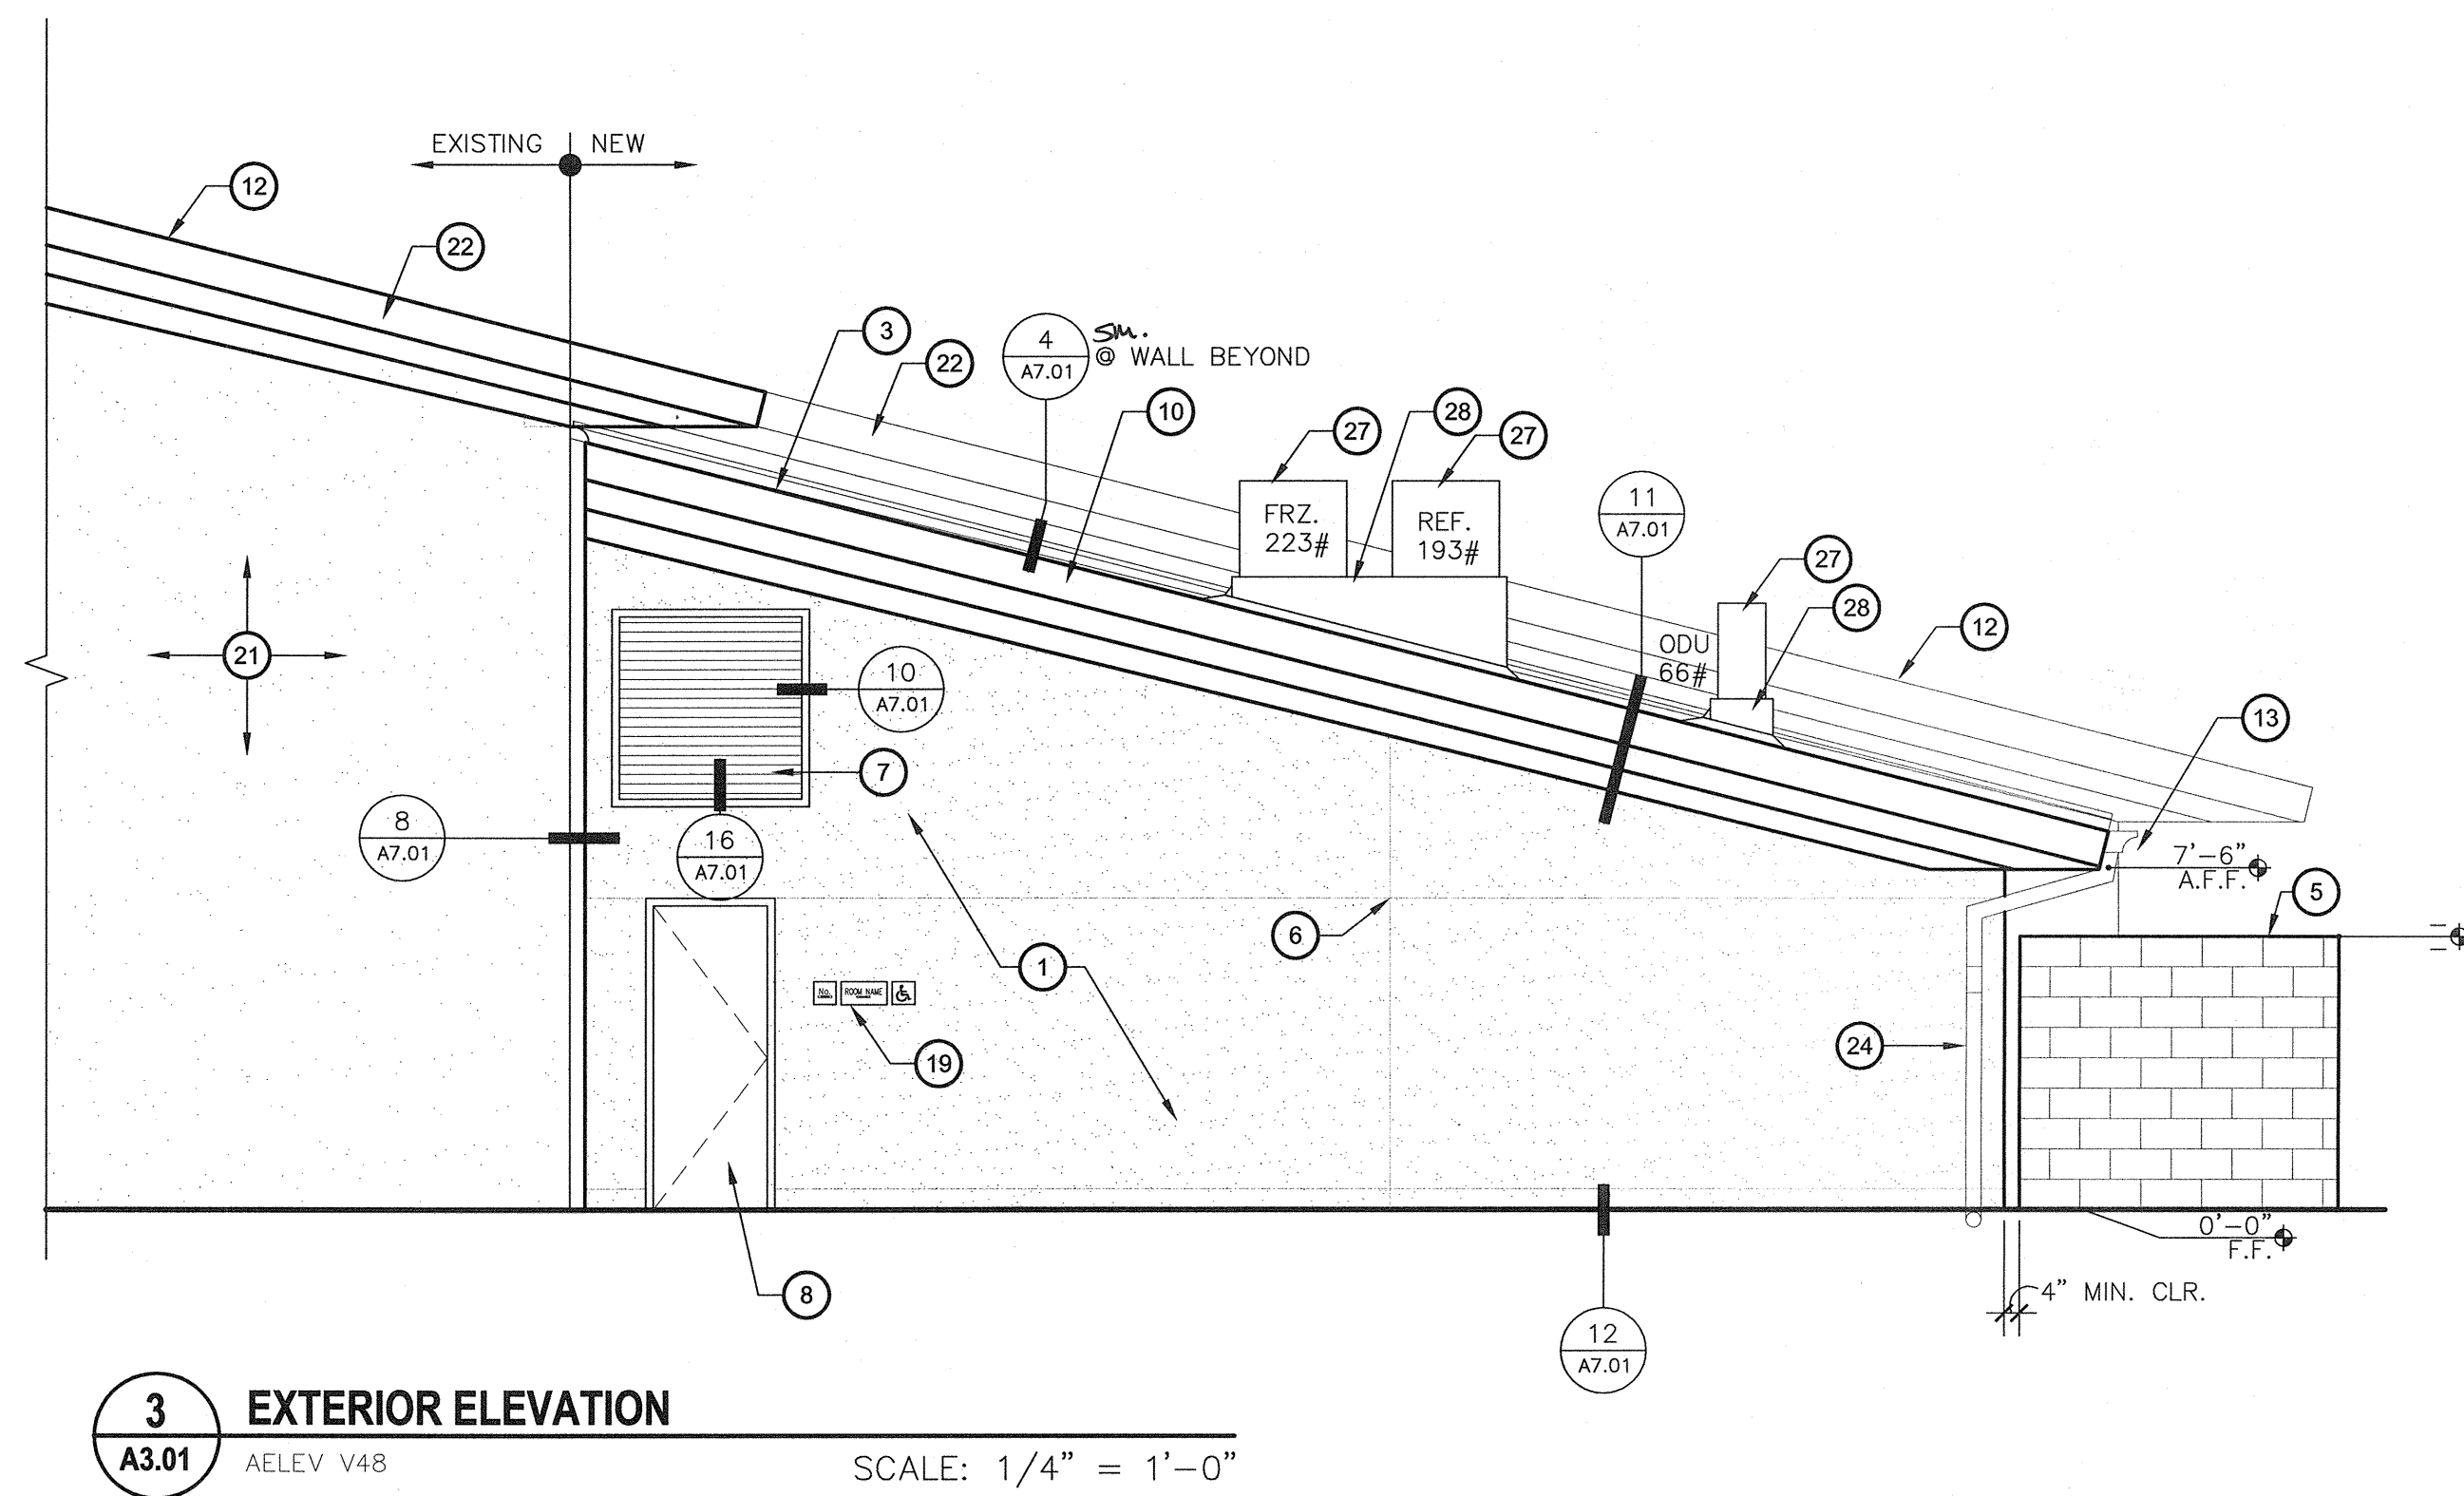 EXISTING NEW
12
22
3
4
A7.01
SM.
@ WALL BEYOND
22
10
27
28
27
FRZ.
223#
REF.
193#
11
A7.01
27
28
12
ODU
66#
21
10
A7.01
7
13
8
A7.01
16
A7.01
7'-6"
A.F.F.
5
6
1
No.
ROOM NAME
19
24
0'-0"
F.F.
8
4" MIN. CLR.
12
A7.01
3
A3.01
EXTERIOR ELEVATION
AELEV V48
SCALE: 1/4" = 1'-0"